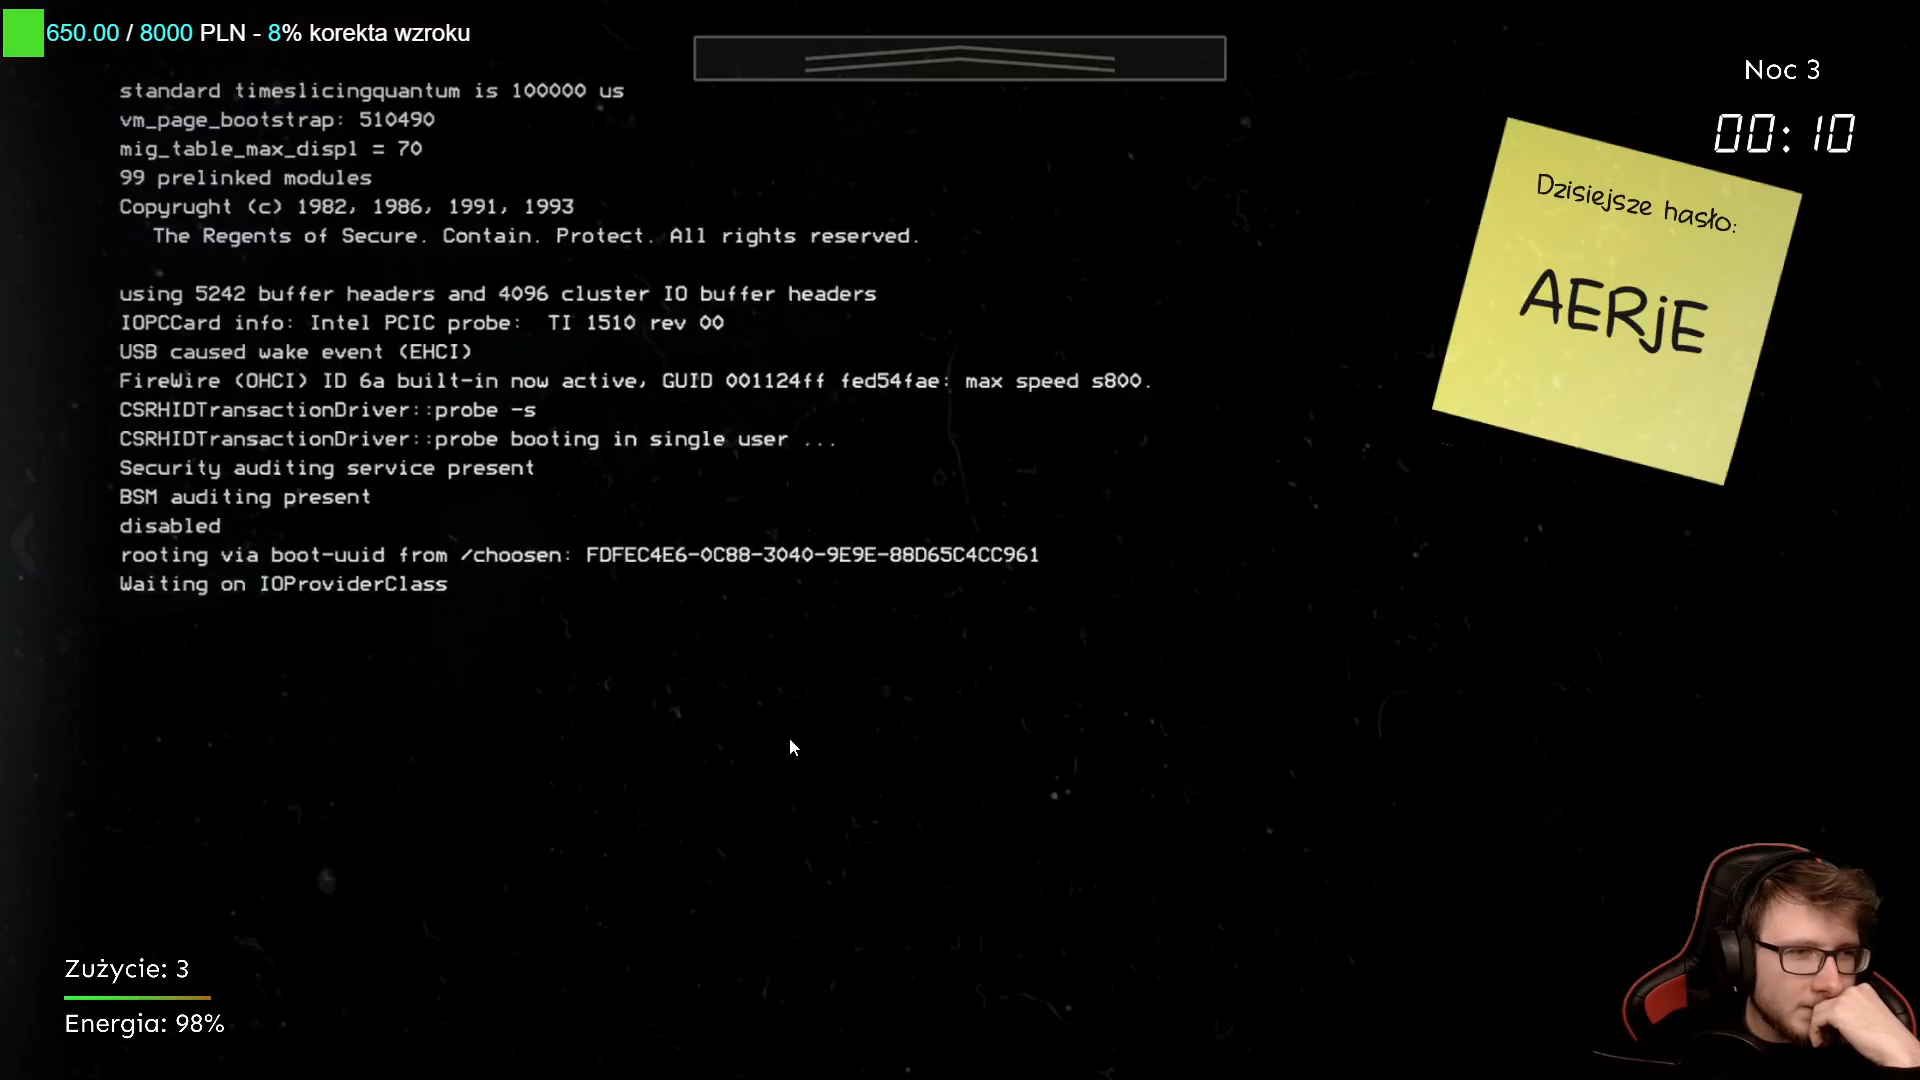 650.00 / 8000 PLN - 8% korekta wzroku
standard timeslicingquantum is 100000 us
vm_page_bootstrap: 510490
mig_table_max_displ = 70
99 prelinked modules
Copyrught (c) 1982, 1986, 1991, 1993
The Regents of Secure. Contain. Protect. All rights reserved.
using 5242 buffer headers and 4096 cluster IO buffer headers
IOPCCard info: Intel PCIC probe: TI 1510 rev 00
USB caused wake event (EHCI)
FireWire (OHCI) ID 6a built-in now active, GUID 001124ff fed54fae: max speed s800.
CSRHIDTransactionDriver::probe -s
CSRHIDTransactionDriver::probe booting in single user ...
Security auditing service present
BSM auditing present
disabled
rooting via boot-uuid from /choosen: FDFEC4E6-0C88-3040-9E9E-88D65C4CC961
Waiting on IOProviderClass
Noc 3
00:10
Dzisiejsze hasło:
AERjE
Zużycie: 3
Energia: 98%